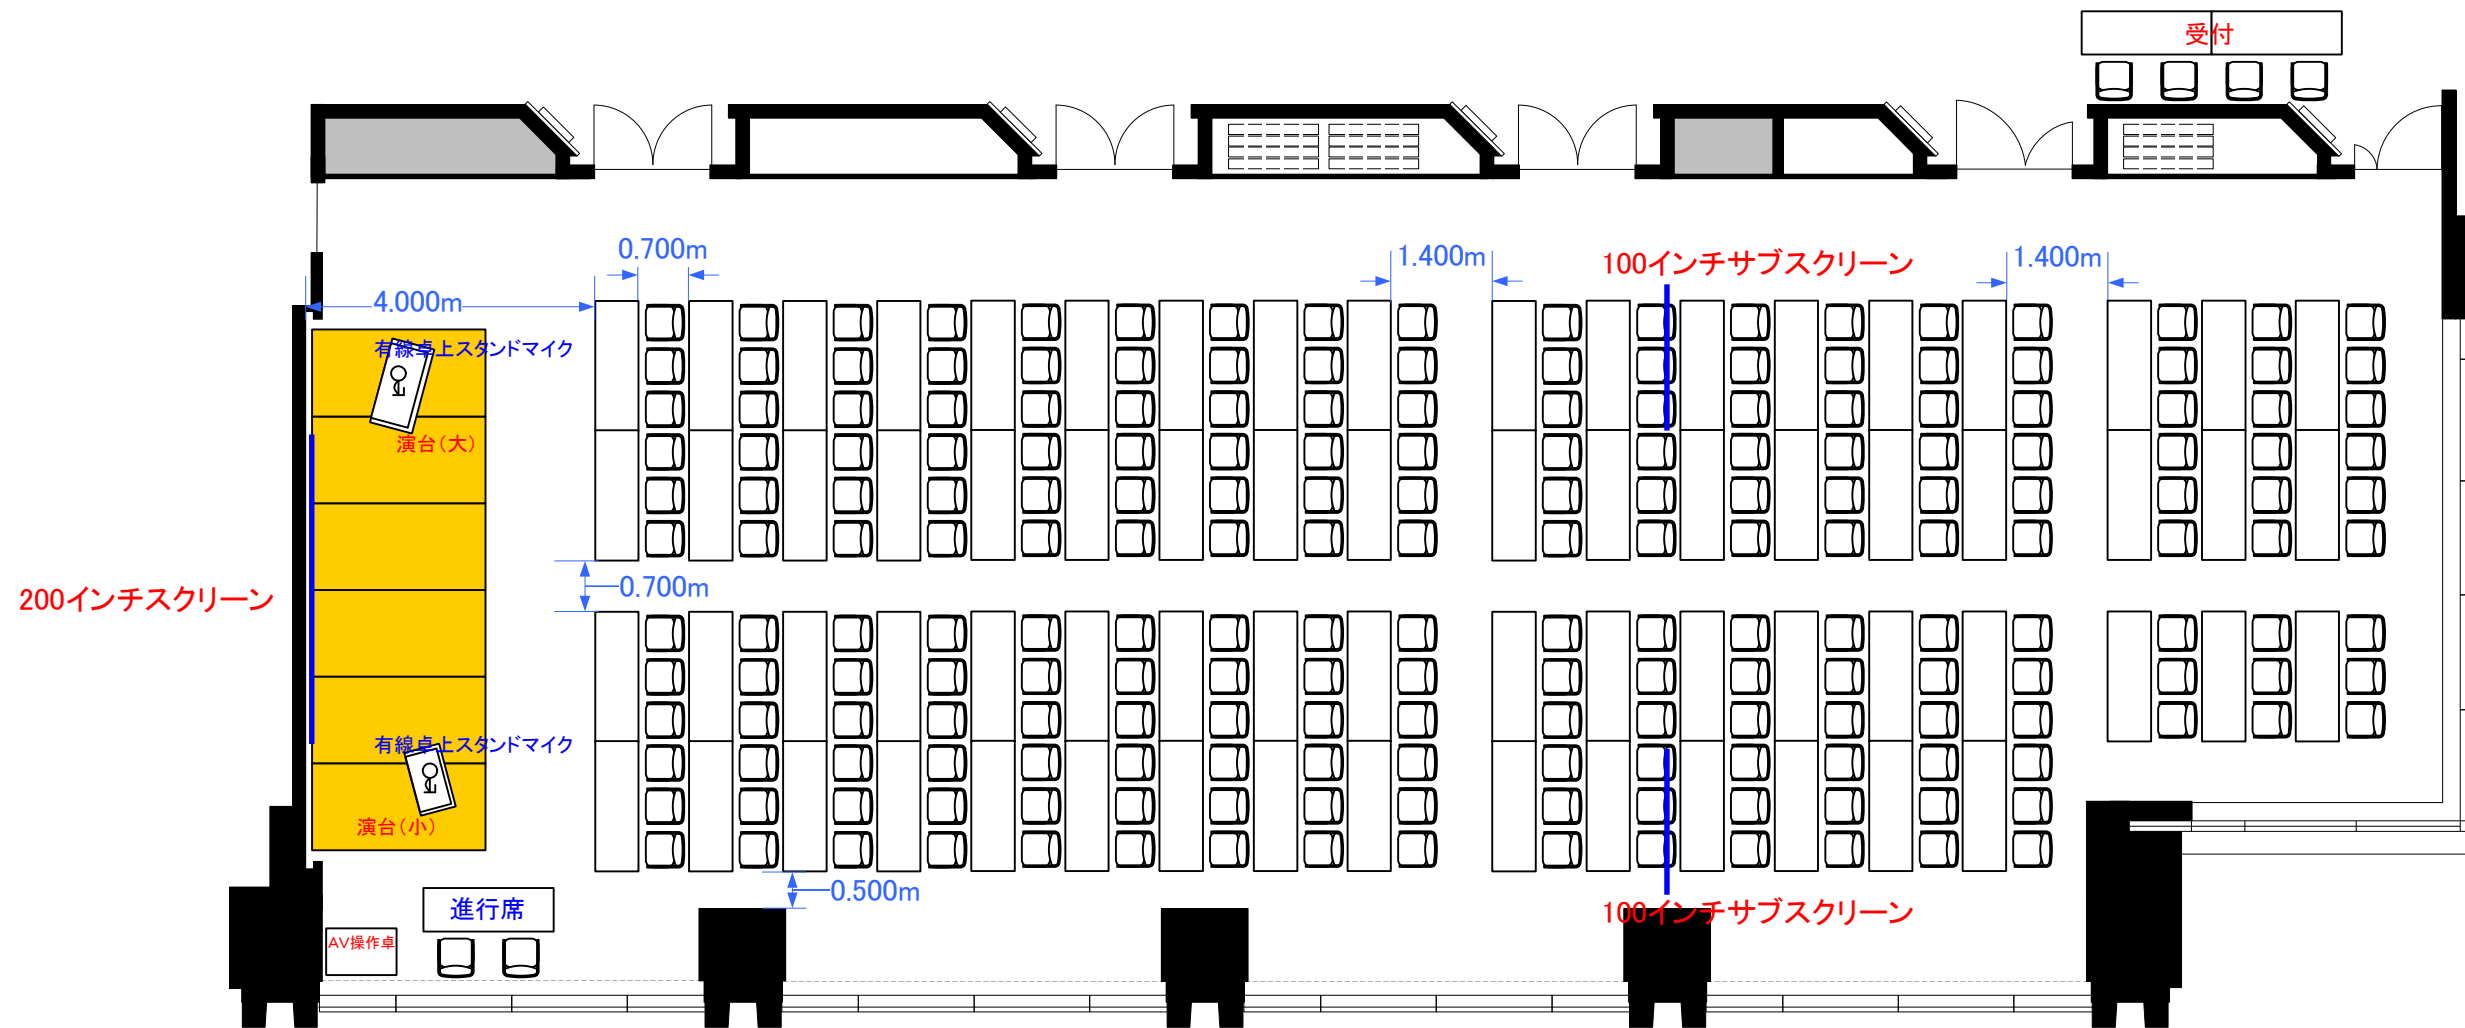 受付
0.700m
1.400m
100インチサブスクリーン
1.400m
4.000m
有線卓上スタンドマイク
演台(大)
0.700m
200インチスクリーン
有線卓上スタンドマイク
演台(小)
0.500m
進行席
100インチサブスクリーン
AV操作卓